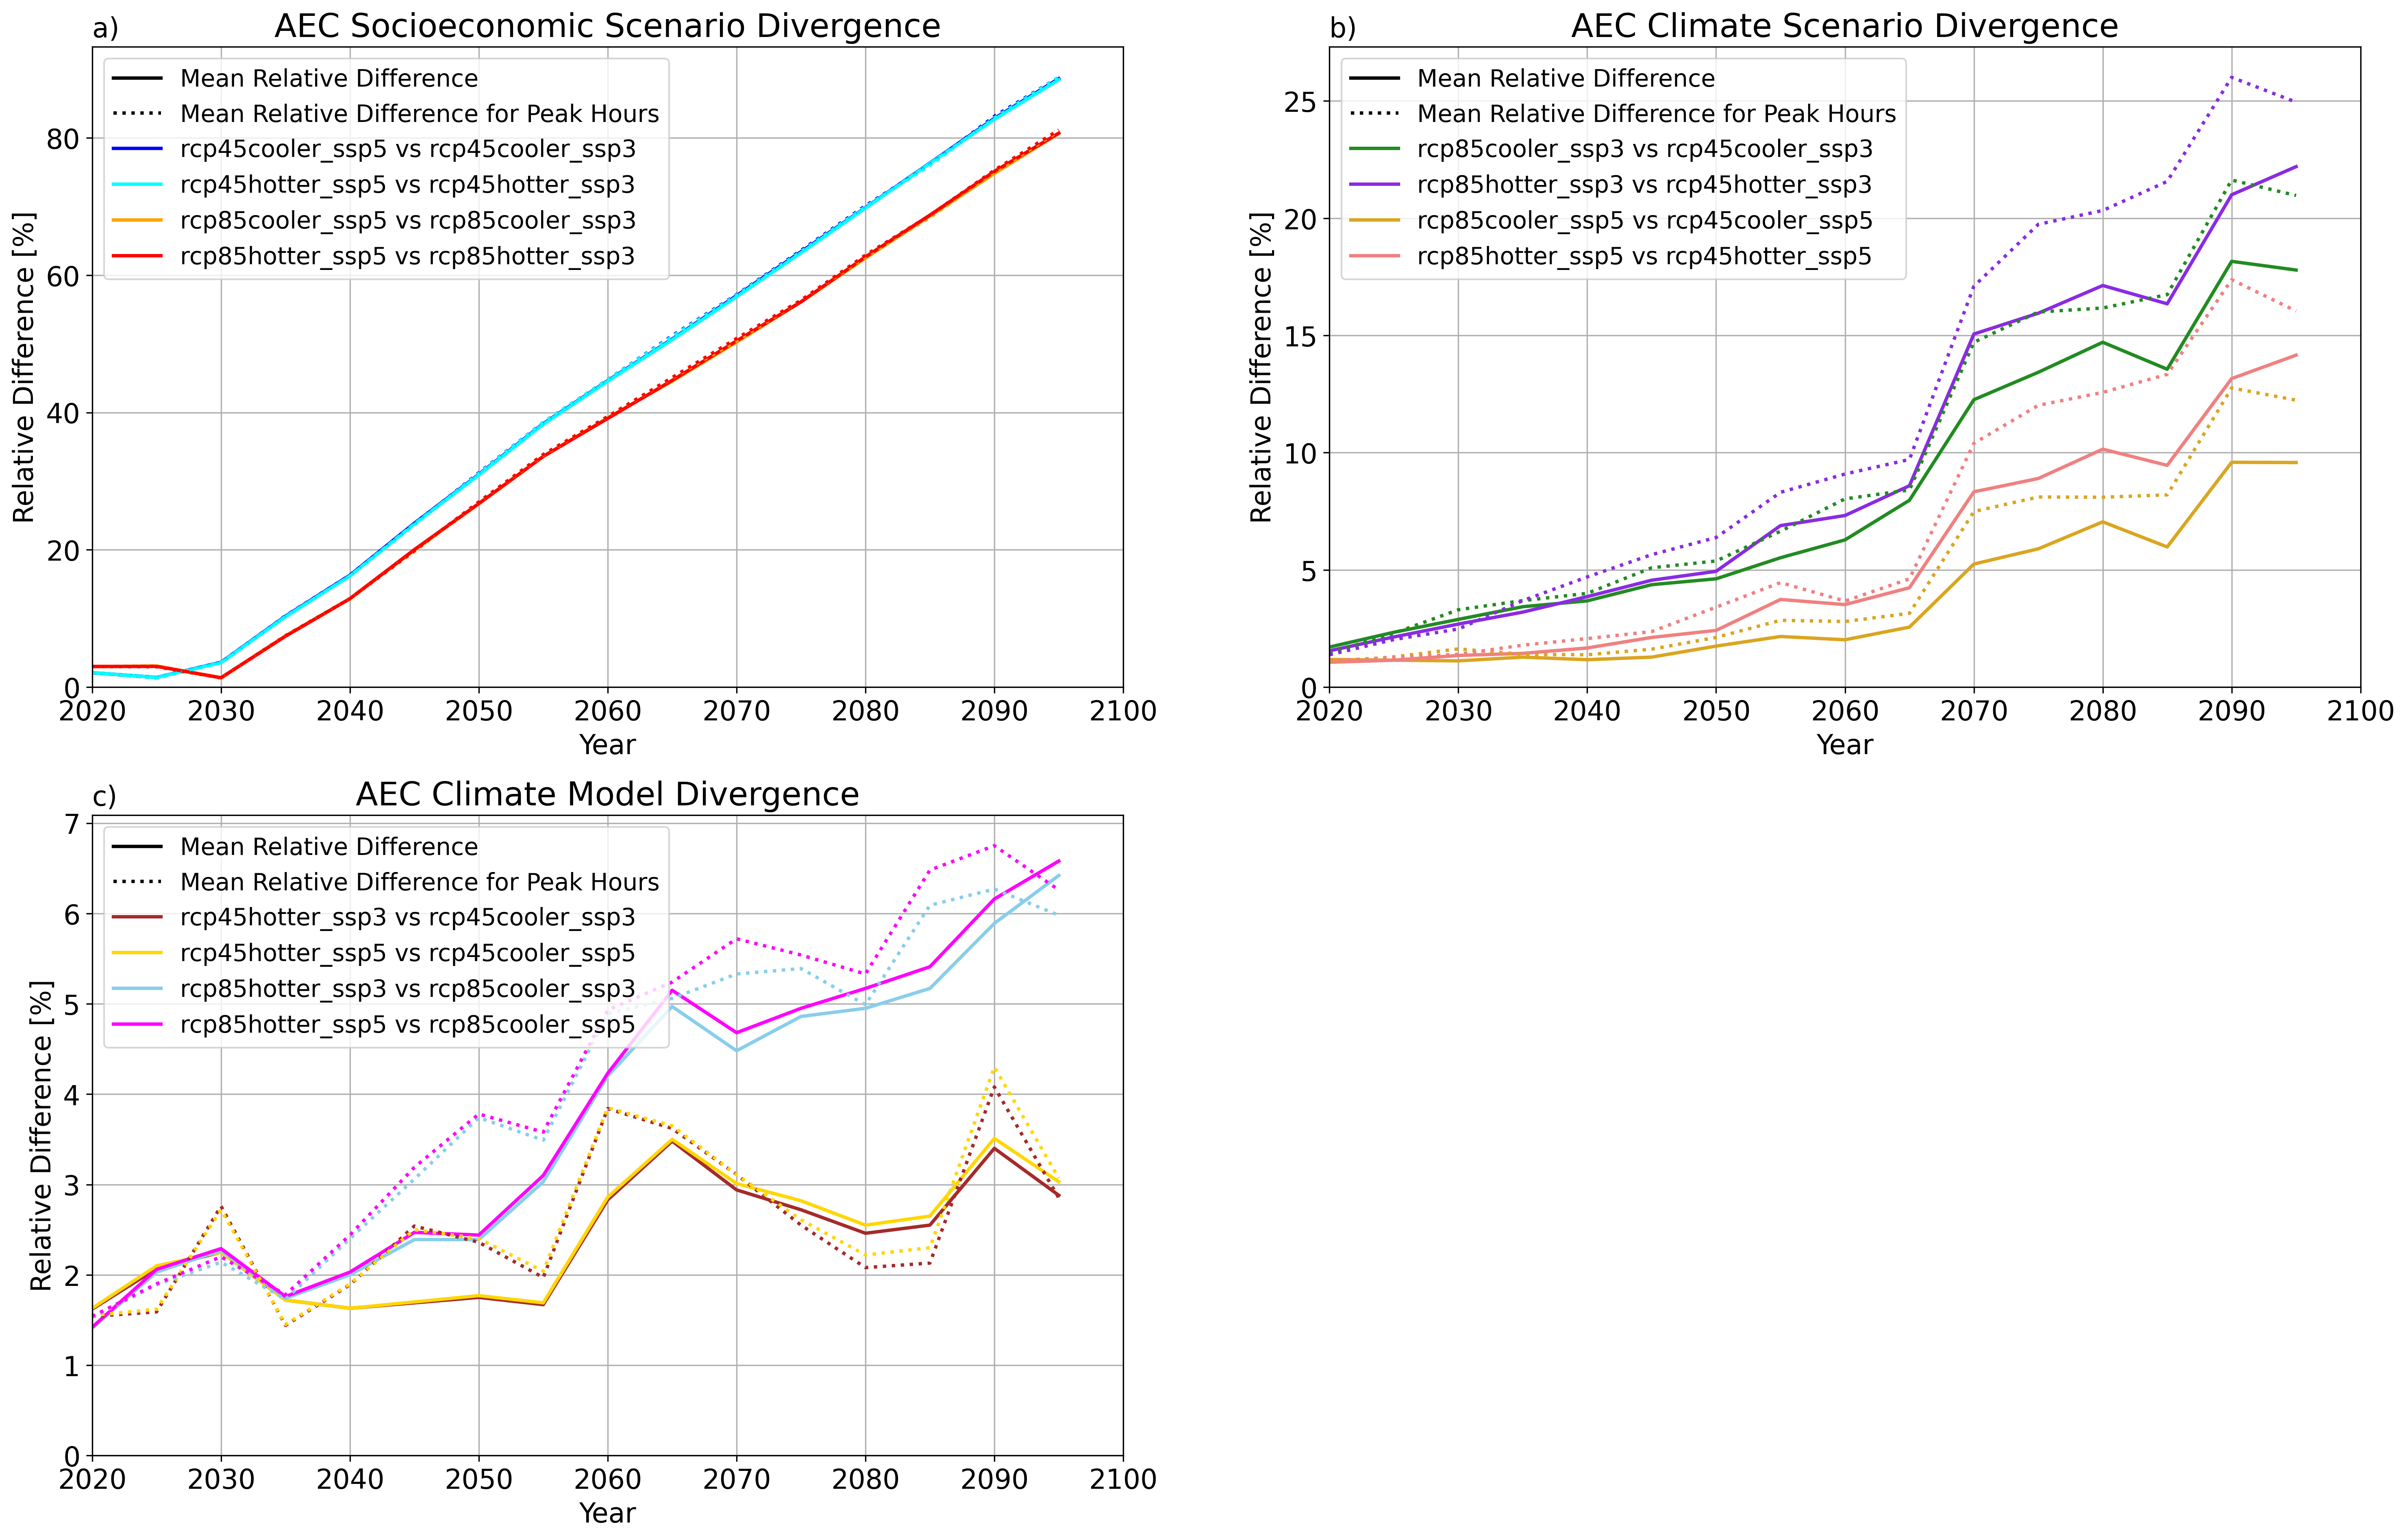 a)
AEC Socioeconomic Scenario Divergence
Relative Difference [%]
80
60
40
20
0
Mean Relative Difference
Mean Relative Difference for Peak Hours
rcp45cooler_ssp5 vs rcp45cooler_ssp3
rcp45hotter_ssp5 vs rcp45hotter_ssp3
rcp85cooler_ssp5 vs rcp85cooler_ssp3
rcp85hotter_ssp5 vs rcp85hotter_ssp3
2020 2030 2040 2050 2060 2070 2080 2090 2100
Year
b)
AEC Climate Scenario Divergence
Relative Difference [%]
25
20
15
10
5
0
Mean Relative Difference
Mean Relative Difference for Peak Hours
rcp85cooler_ssp3 vs rcp45cooler_ssp3
rcp85hotter_ssp3 vs rcp45hotter_ssp3
rcp85cooler_ssp5 vs rcp45cooler_ssp5
rcp85hotter_ssp5 vs rcp45hotter_ssp5
2020 2030 2040 2050 2060 2070 2080 2090 2100
Year
c)
AEC Climate Model Divergence
Relative Difference [%]
7
6
5
4
3
2
1
0
Mean Relative Difference
Mean Relative Difference for Peak Hours
rcp45hotter_ssp3 vs rcp45cooler_ssp3
rcp45hotter_ssp5 vs rcp45cooler_ssp5
rcp85hotter_ssp3 vs rcp85cooler_ssp3
rcp85hotter_ssp5 vs rcp85cooler_ssp5
2020 2030 2040 2050 2060 2070 2080 2090 2100
Year